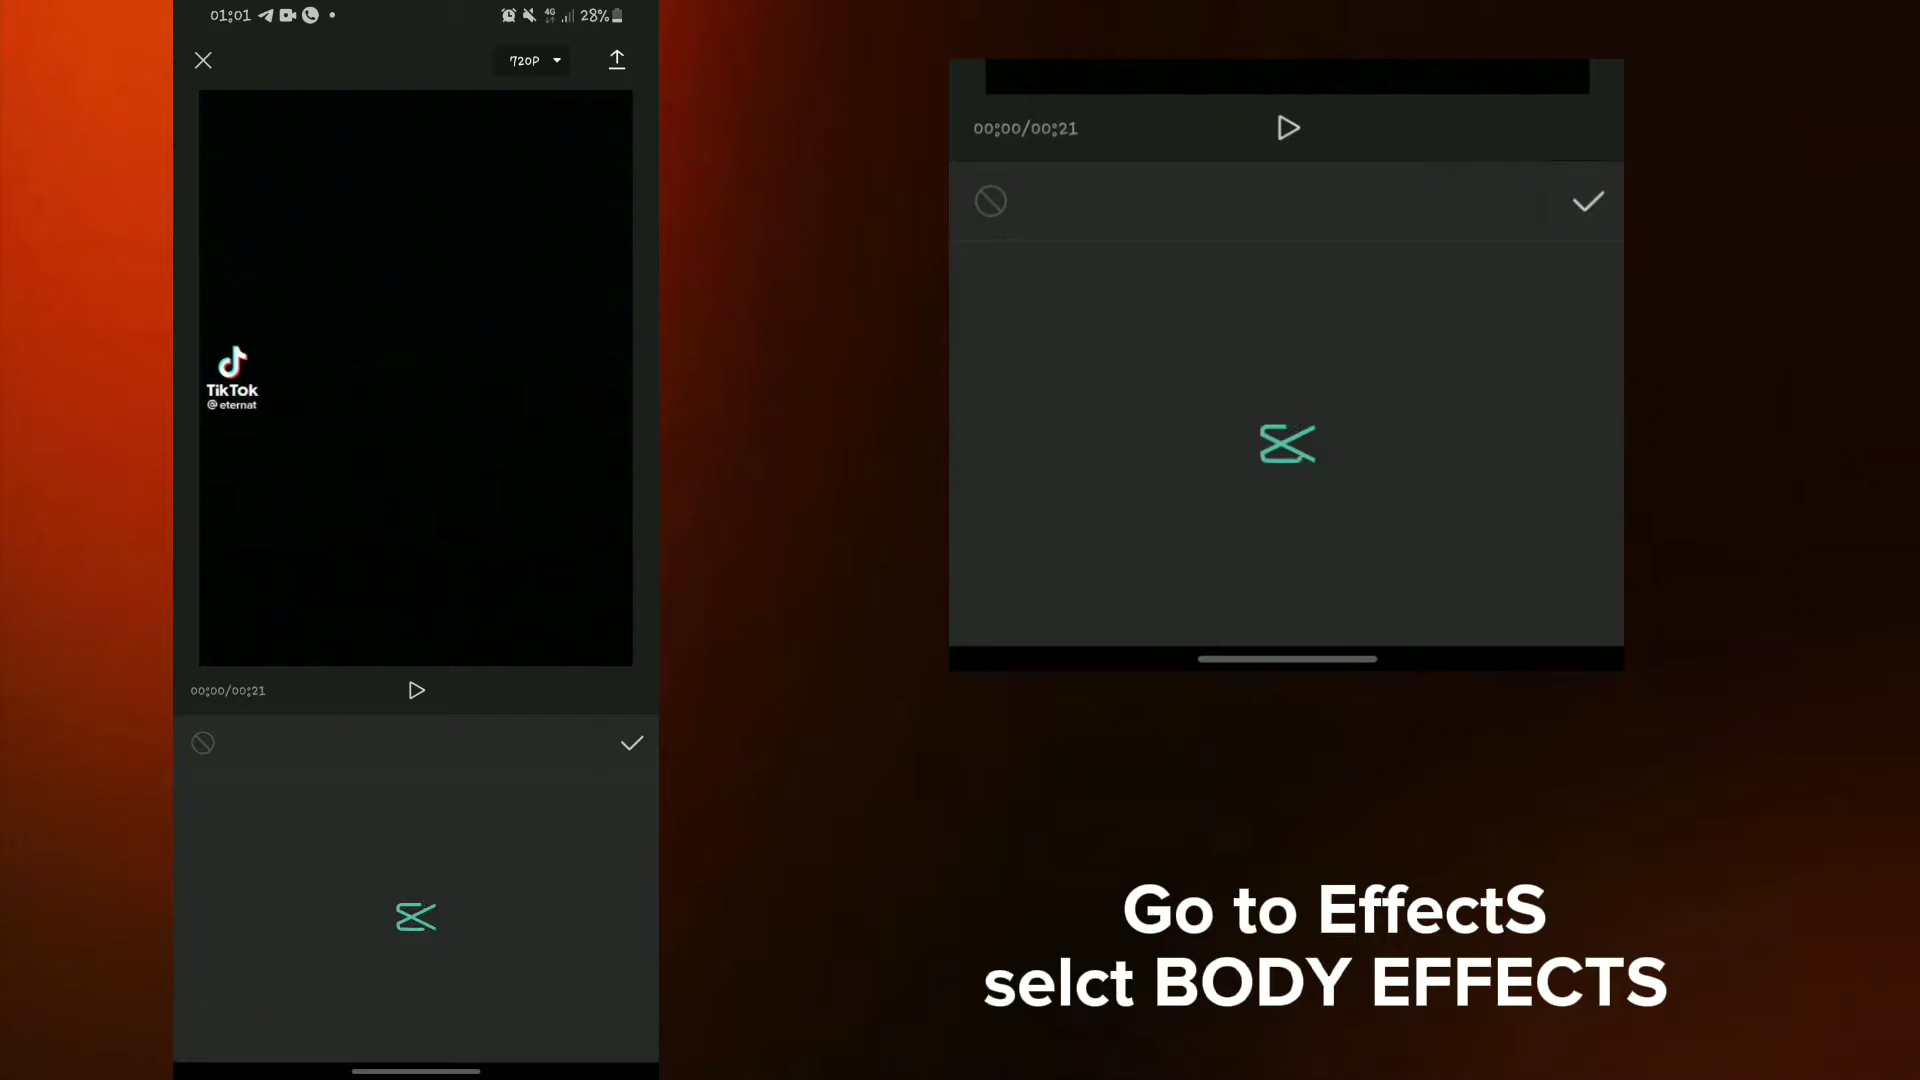 01:01
4G
28%
720P
TikTok
@eternat
00:00/00:21
00:00/00:21
Go to EffectS
selct BODY EFFECTS